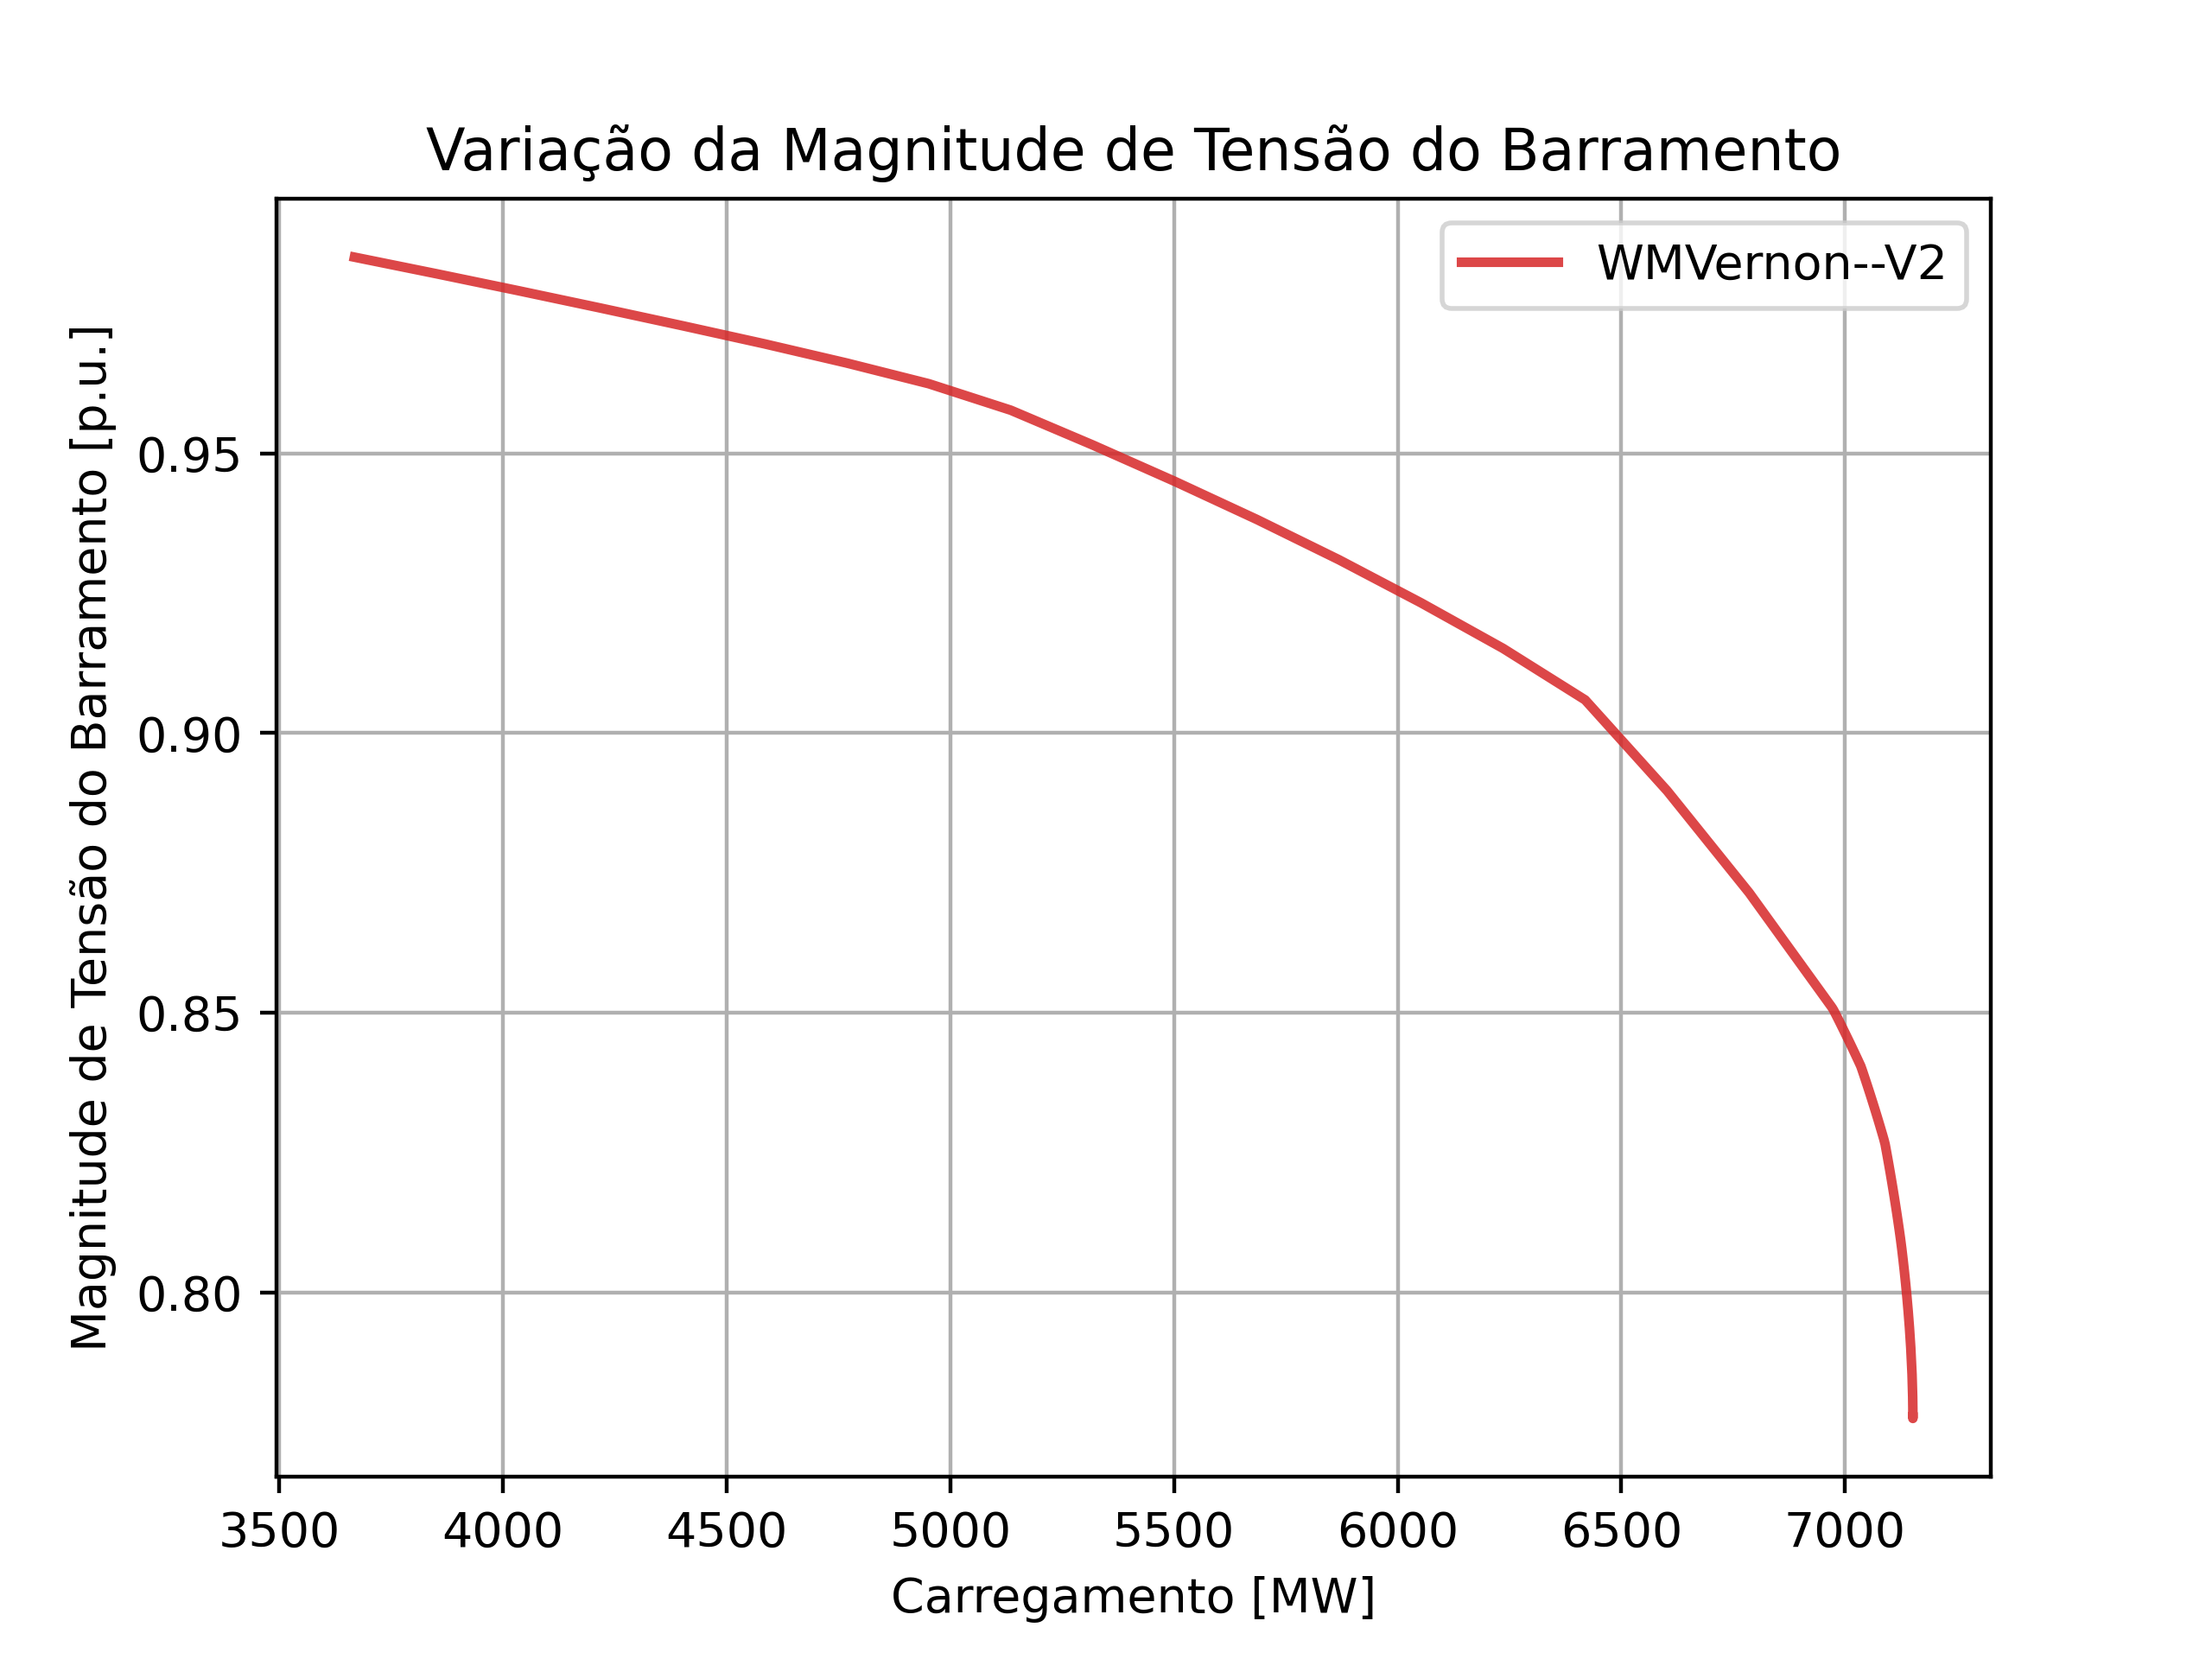 Variação da Magnitude de Tensão do Barramento
WMVernon--V2
Magnitude de Tensão do Barramento [p.u.]
0.95
0.90
0.85
0.80
3500 4000 4500 5000 5500 6000 6500 7000
Carregamento [MW]